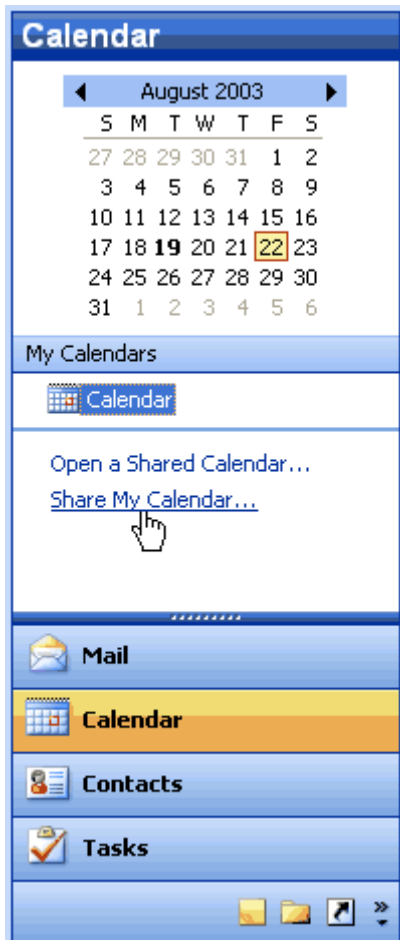 Calendar
August 2003
S M T W T F S
27 28 29 30 31 1 2
3 4 5 6 7 8 9
10 11 12 13 14 15 16
17 18 19 20 21 22 23
24 25 26 27 28 29 30
31 1 2 3 4 5 6
My Calendars
Calendar
Open a Shared Calendar...
Share My Calendar...
Mail
Calendar
Contacts
Tasks